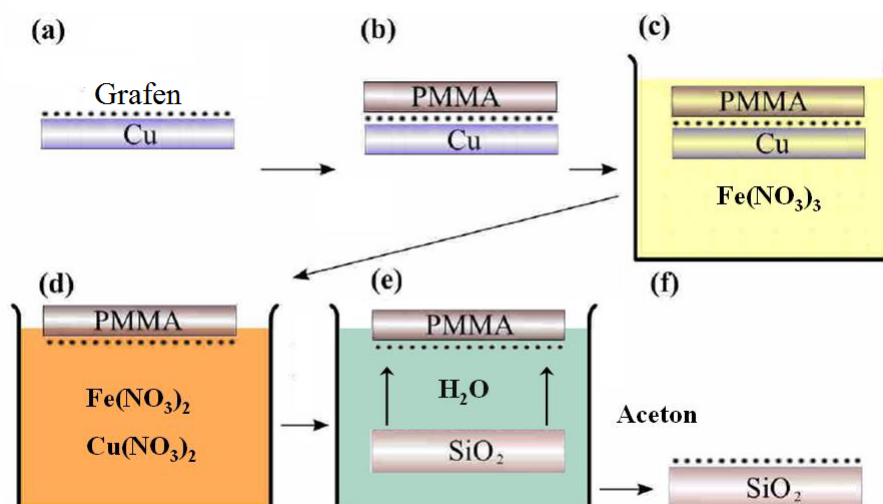 (a)
Grafen
Cu
(b)
PMMA
Cu
(c)
PMMA
Cu
Fe(NO₃)₃
(d)
PMMA
Fe(NO₃)₂
Cu(NO₃)₂
(e)
PMMA
H₂O
SiO₂
(f)
Aceton
SiO₂